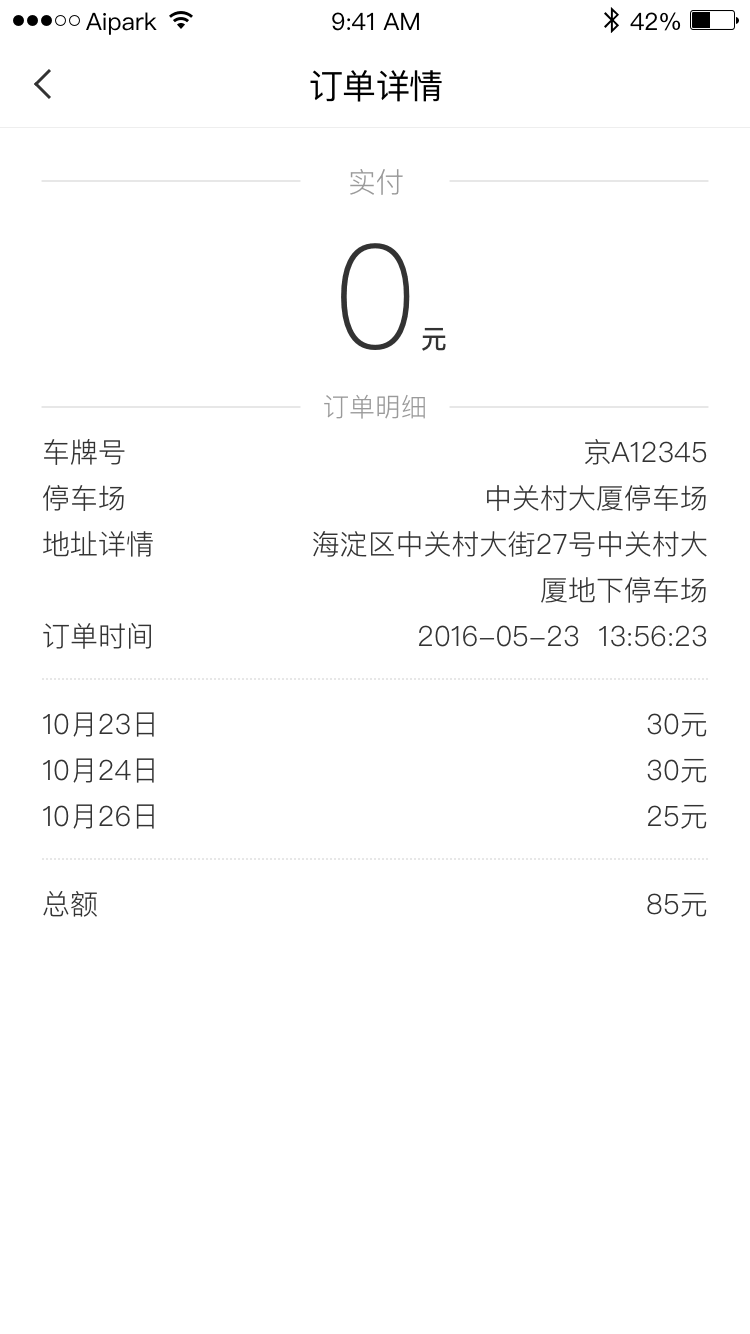 Aipark 9:41 AM 42%
订单详情
实付
0元
订单明细
车牌号 京A12345
停车场 中关村大厦停车场
地址详情 海淀区中关村大街27号中关村大
厦地下停车场
订单时间 2016-05-23 13:56:23
10月23日 30元
10月24日 30元
10月26日 25元
总额 85元